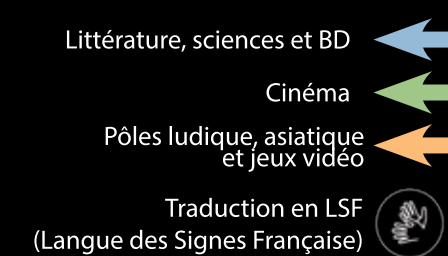 Littérature, sciences et BD
Cinéma
Pôles ludique, asiatique
et jeux vidéo
Traduction en LSF
(Langue des Signes Française)